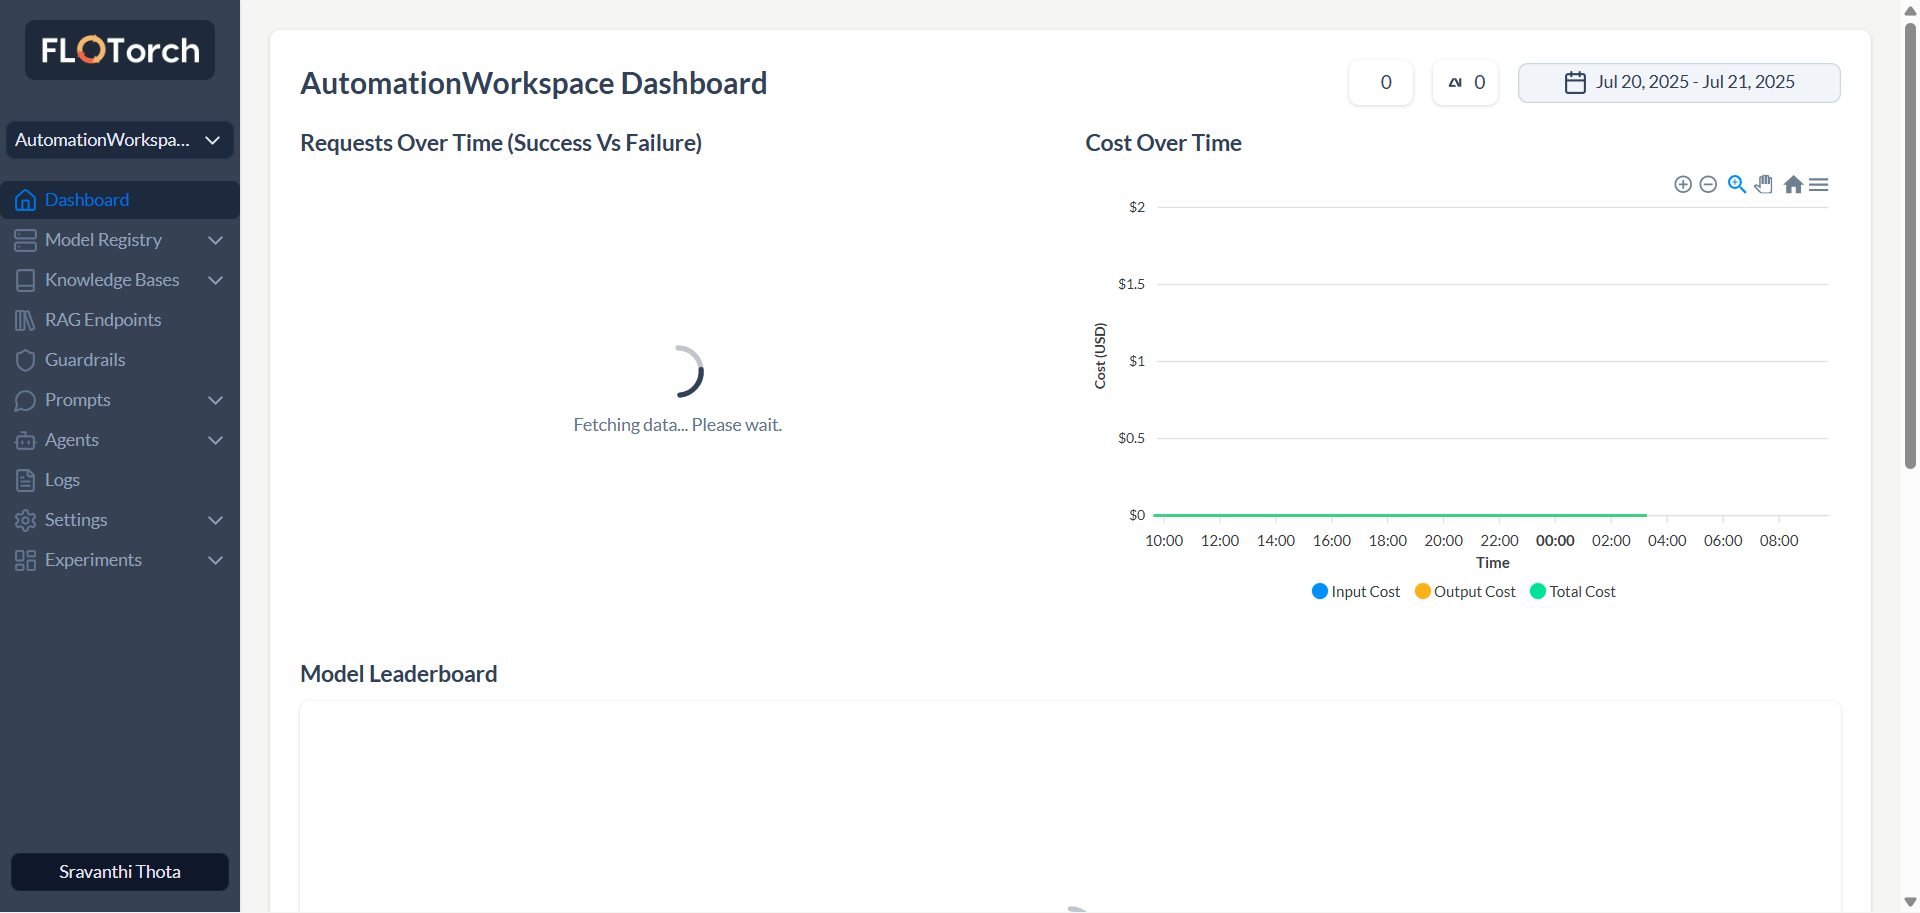 FLOTorch
AutomationWorkspa...
Dashboard
Model Registry
Knowledge Bases
RAG Endpoints
Guardrails
Prompts
Agents
Logs
Settings
Experiments
Sravanthi Thota
AutomationWorkspace Dashboard
0
0
Jul 20, 2025 - Jul 21, 2025
Requests Over Time (Success Vs Failure)
Fetching data... Please wait.
Cost Over Time
$2
$1.5
$1
$0.5
$0
Cost (USD)
10:00 12:00 14:00 16:00 18:00 20:00 22:00 00:00 02:00 04:00 06:00 08:00
Time
Input Cost Output Cost Total Cost
Model Leaderboard